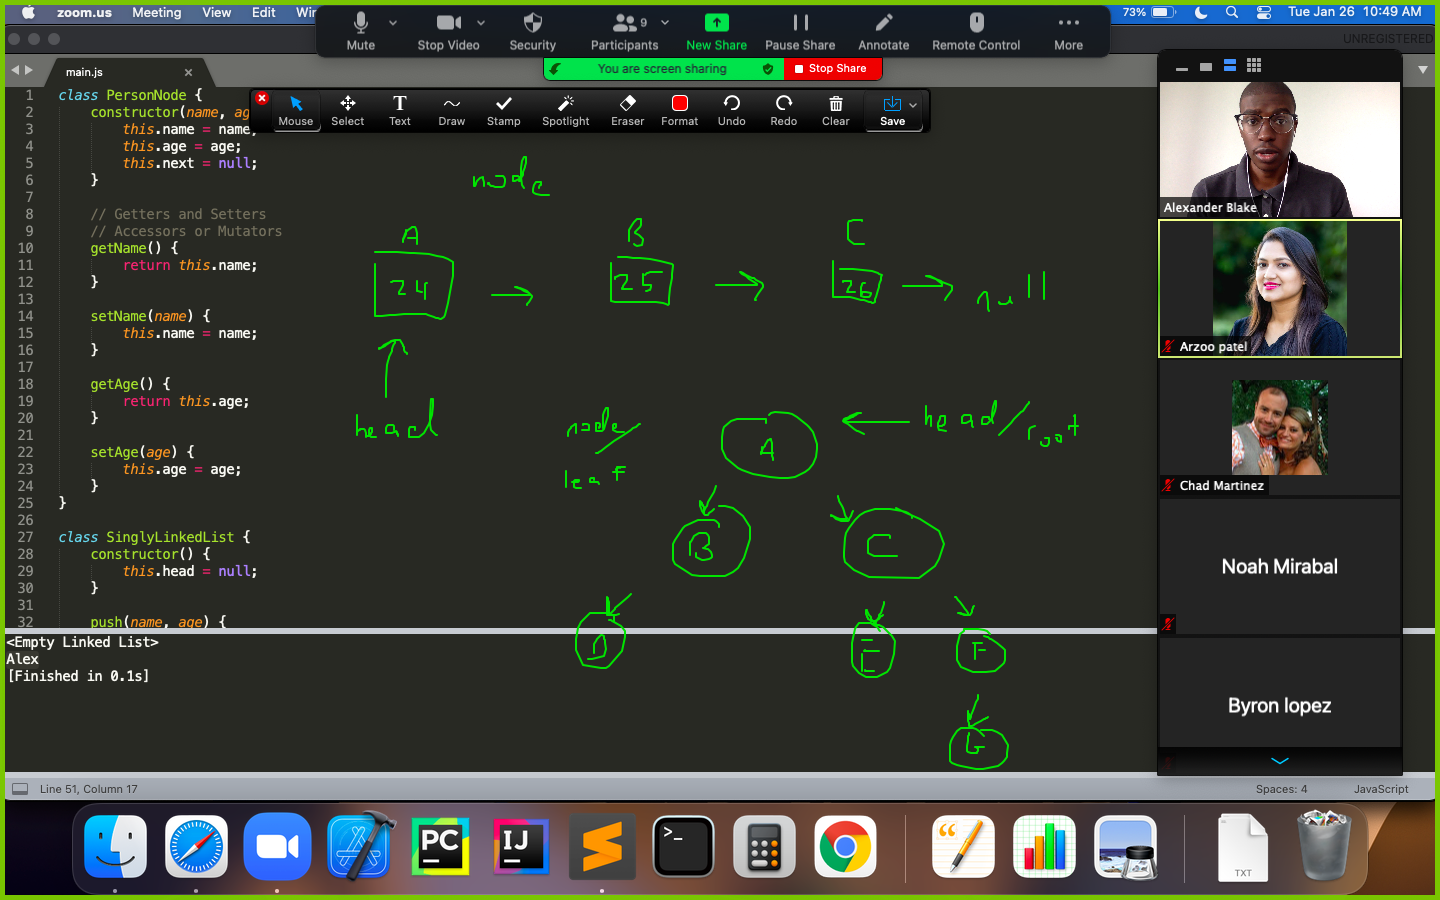 zoom.us Meeting View Edit Wi
73% Tue Jan 26 10:49 AM
Mute Stop Video Security Participants 9 New Share Pause Share Annotate Remote Control More
UNREGISTERED
You are screen sharing Stop Share
main.js
Mouse Select Text Draw Stamp Spotlight Eraser Format Undo Redo Clear Save
1 class PersonNode {
2 constructor(name, ag
3 this.name = name;
4 this.age = age;
5 this.next = null;
6 }
7
8 // Getters and Setters
9 // Accessors or Mutators
10 getName() {
11 return this.name;
12 }
13
14 setName(name) {
15 this.name = name;
16 }
17
18 getAge() {
19 return this.age;
20 }
21
22 setAge(age) {
23 this.age = age;
24 }
25 }
26
27 class SinglyLinkedList {
28 constructor() {
29 this.head = null;
30 }
31
32 push(name, age) {
node
A B C
24 → 25 → 26 → null
head
node/
leaf
A ← head/root
B C
D E F
G
<Empty Linked List>
Alex
[Finished in 0.1s]
Alexander Blake
Arzoo patel
Chad Martinez
Noah Mirabal
Byron lopez
Line 51, Column 17 Spaces: 4 JavaScript
PC IJ >_ TXT